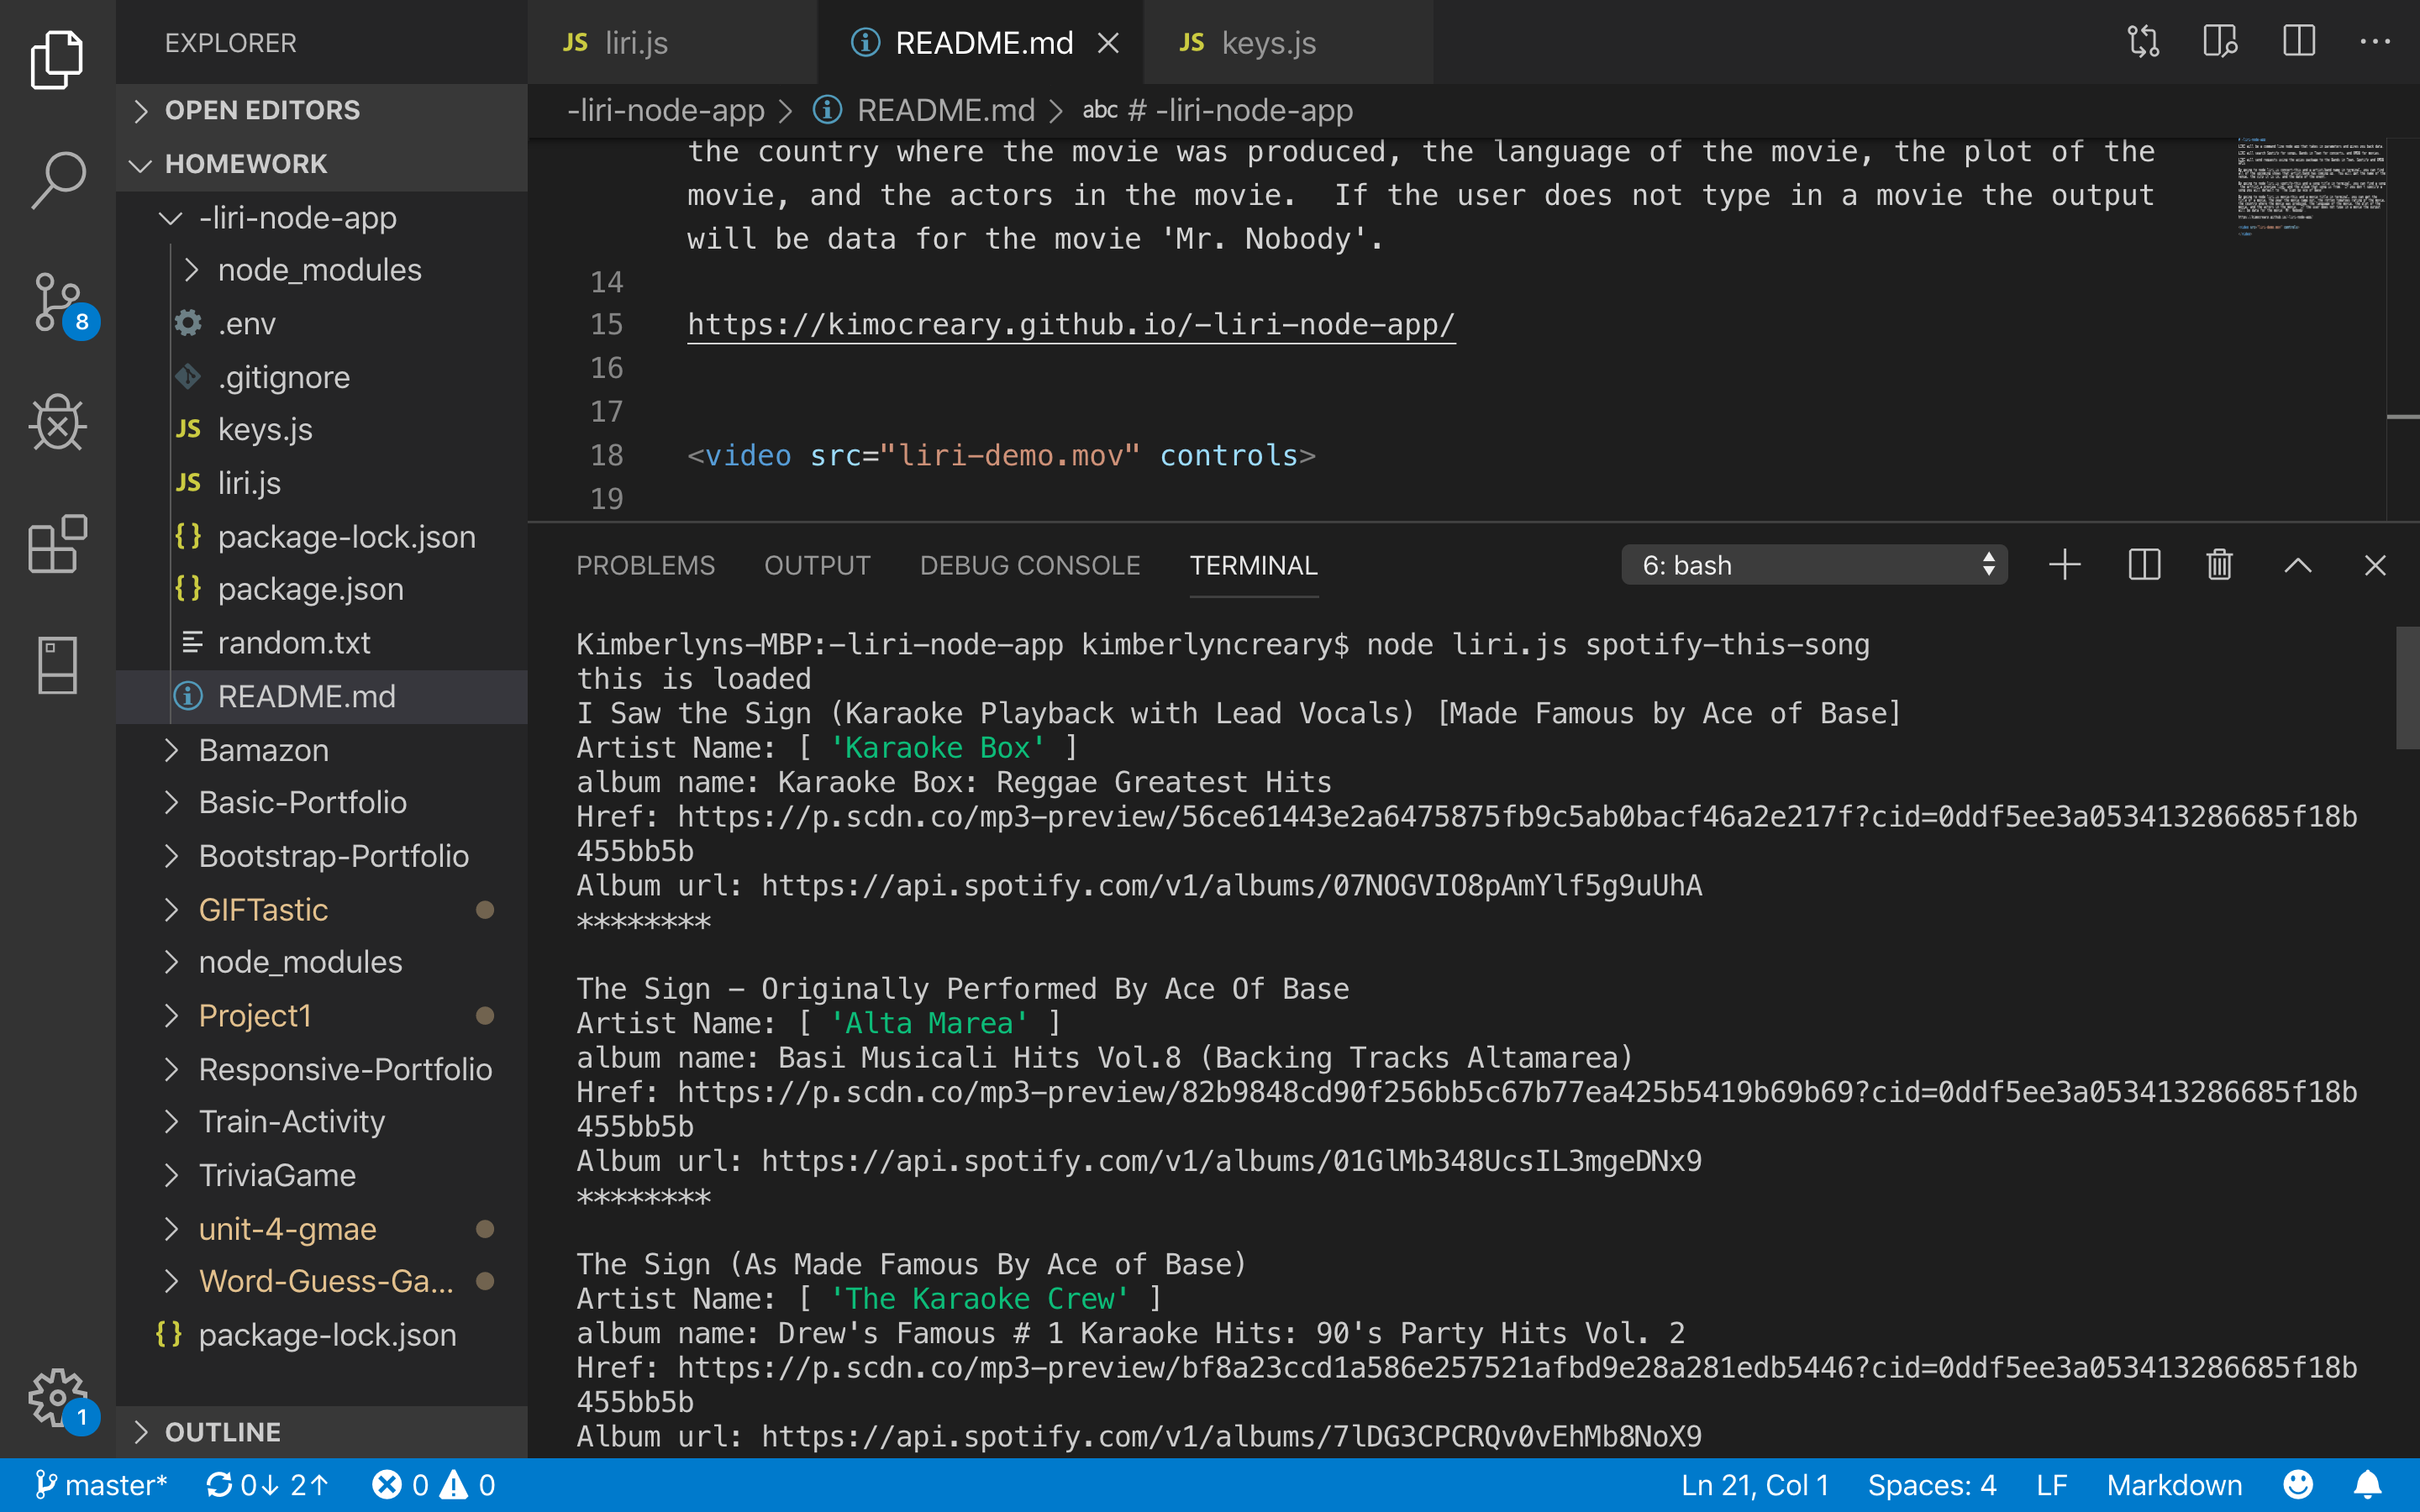 EXPLORER
OPEN EDITORS
HOMEWORK
-liri-node-app
node_modules
.env
.gitignore
JS keys.js
JS liri.js
{} package-lock.json
{} package.json
random.txt
README.md
Bamazon
Basic-Portfolio
Bootstrap-Portfolio
GIFTastic
node_modules
Project1
Responsive-Portfolio
Train-Activity
TriviaGame
unit-4-gmae
Word-Guess-Ga...
{} package-lock.json
OUTLINE
8
1
JS liri.js
README.md
JS keys.js
-liri-node-app > README.md > abc # -liri-node-app
the country where the movie was produced, the language of the movie, the plot of the
movie, and the actors in the movie.  If the user does not type in a movie the output
will be data for the movie 'Mr. Nobody'.
14
15 https://kimocreary.github.io/-liri-node-app/
16
17
18 <video src="liri-demo.mov" controls>
19
PROBLEMS OUTPUT DEBUG CONSOLE TERMINAL 6: bash
Kimberlyns-MBP:-liri-node-app kimberlyncreary$ node liri.js spotify-this-song
this is loaded
I Saw the Sign (Karaoke Playback with Lead Vocals) [Made Famous by Ace of Base]
Artist Name: [ 'Karaoke Box' ]
album name: Karaoke Box: Reggae Greatest Hits
Href: https://p.scdn.co/mp3-preview/56ce61443e2a6475875fb9c5ab0bacf46a2e217f?cid=0ddf5ee3a053413286685f18b
455bb5b
Album url: https://api.spotify.com/v1/albums/07NOGVIO8pAmYlf5g9uUhA
********
The Sign - Originally Performed By Ace Of Base
Artist Name: [ 'Alta Marea' ]
album name: Basi Musicali Hits Vol.8 (Backing Tracks Altamarea)
Href: https://p.scdn.co/mp3-preview/82b9848cd90f256bb5c67b77ea425b5419b69b69?cid=0ddf5ee3a053413286685f18b
455bb5b
Album url: https://api.spotify.com/v1/albums/01GlMb348UcsIL3mgeDNx9
********
The Sign (As Made Famous By Ace of Base)
Artist Name: [ 'The Karaoke Crew' ]
album name: Drew's Famous # 1 Karaoke Hits: 90's Party Hits Vol. 2
Href: https://p.scdn.co/mp3-preview/bf8a23ccd1a586e257521afbd9e28a281edb5446?cid=0ddf5ee3a053413286685f18b
455bb5b
Album url: https://api.spotify.com/v1/albums/7lDG3CPCRQv0vEhMb8NoX9
master* 0↓ 2↑ 0 0 Ln 21, Col 1 Spaces: 4 LF Markdown